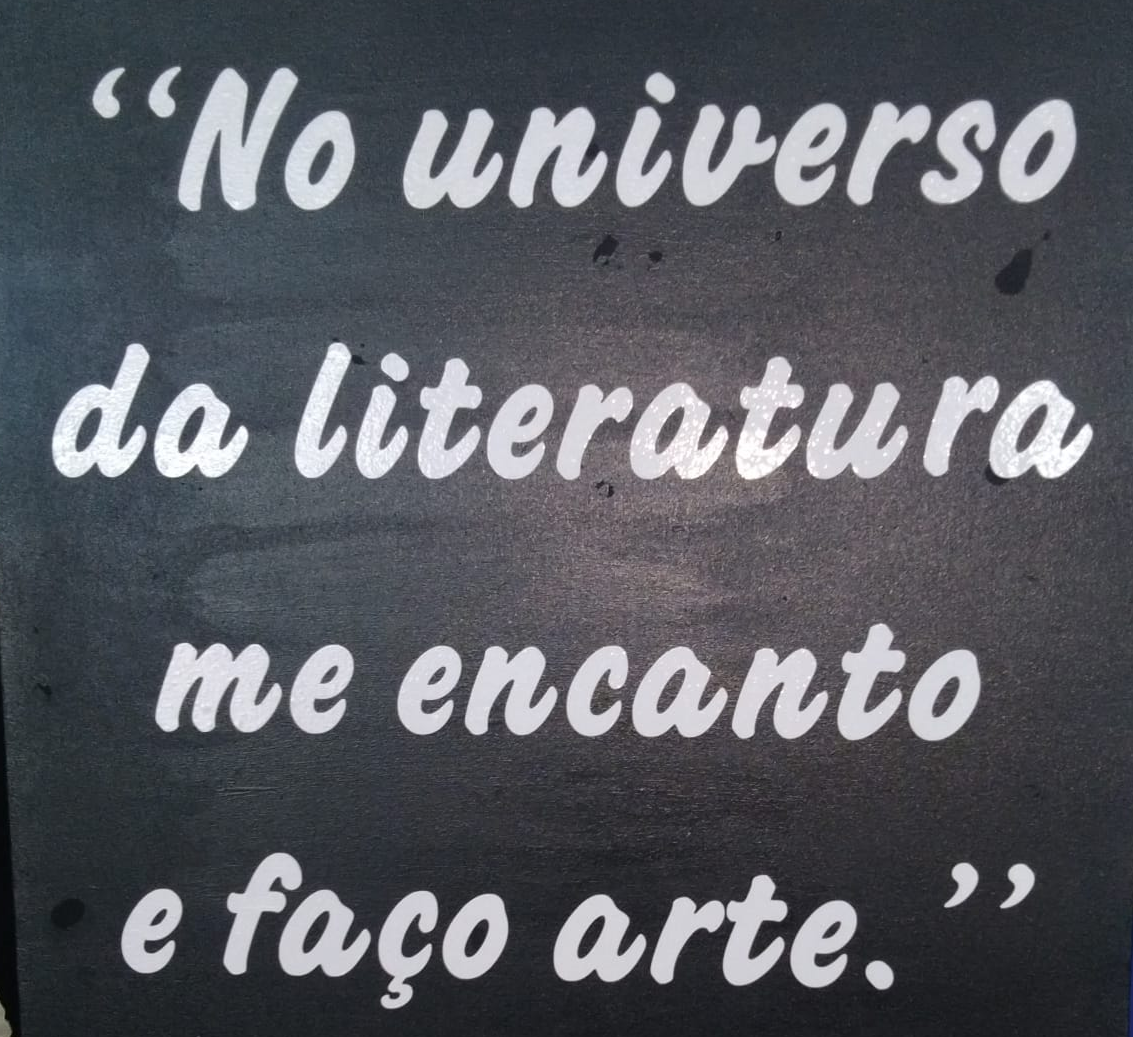 “No universo
da literatura
me encanto
e faço arte.”